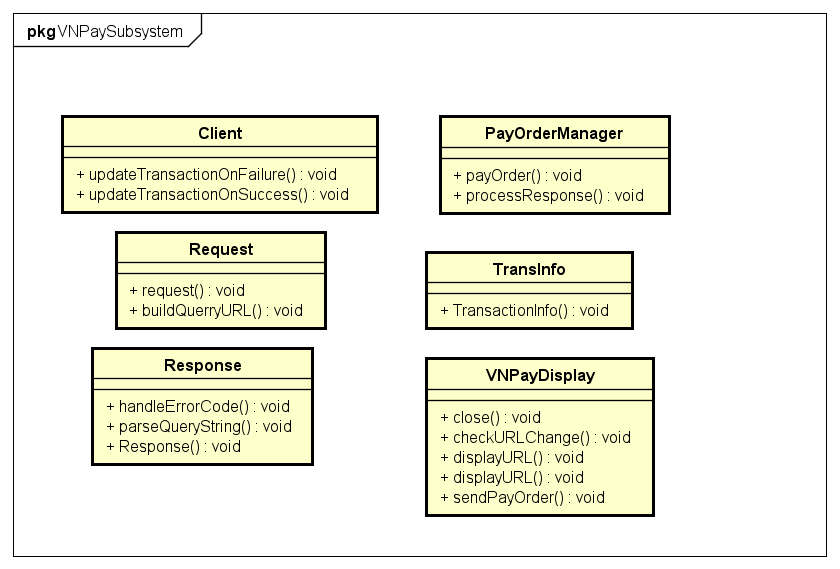 pkg VNPaySubsystem
Client
+ updateTransactionOnFailure() : void
+ updateTransactionOnSuccess() : void
PayOrderManager
+ payOrder() : void
+ processResponse() : void
Request
+ request() : void
+ buildQuerryURL() : void
TransInfo
+ TransactionInfo() : void
Response
+ handleErrorCode() : void
+ parseQueryString() : void
+ Response() : void
VNPayDisplay
+ close() : void
+ checkURLChange() : void
+ displayURL() : void
+ displayURL() : void
+ sendPayOrder() : void